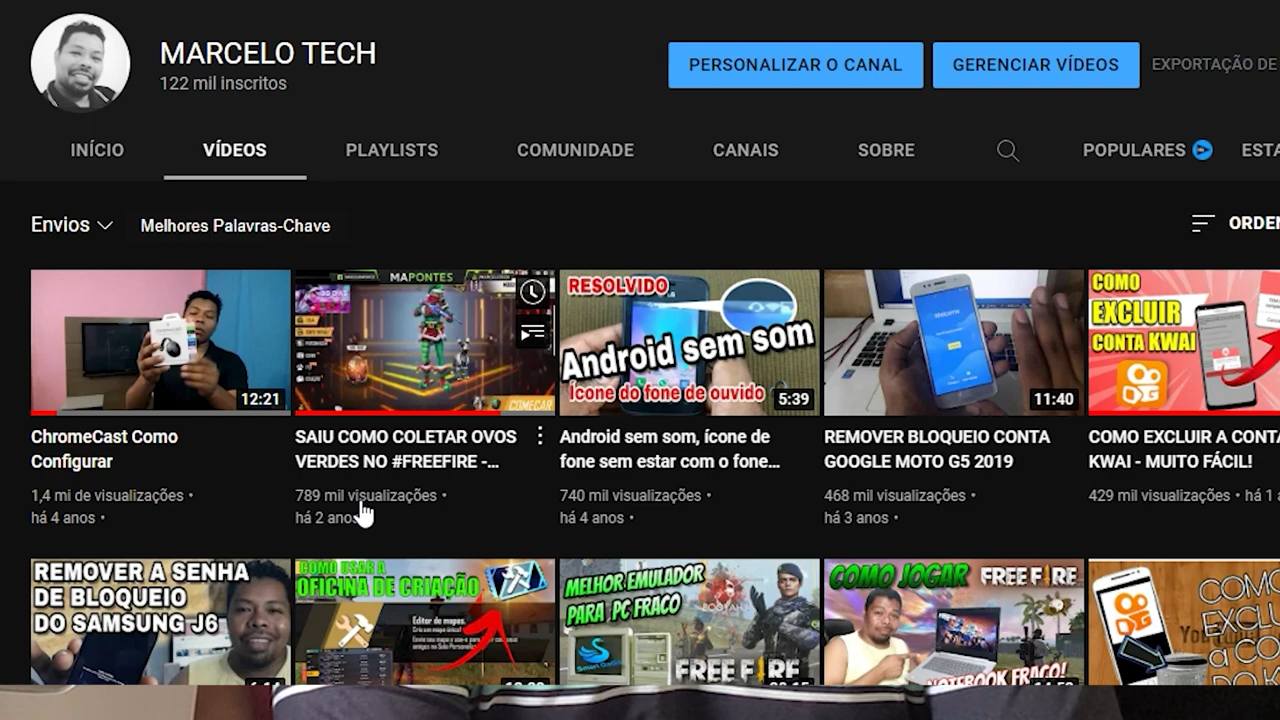 MARCELO TECH
122 mil inscritos
PERSONALIZAR O CANAL
GERENCIAR VÍDEOS
EXPORTAÇÃO DE
INÍCIO
VÍDEOS
PLAYLISTS
COMUNIDADE
CANAIS
SOBRE
POPULARES
ESTA
Envios
Melhores Palavras-Chave
ORDEN
12:21
MAPONTES
COMEÇAR
RESOLVIDO
Android sem som
ícone do fone de ouvido
5:39
Welcome
11:40
COMO
EXCLUIR
CONTA KWAI
ChromeCast Como
Configurar
1,4 mi de visualizações •
há 4 anos •
SAIU COMO COLETAR OVOS
VERDES NO #FREEFIRE -...
789 mil visualizações •
há 2 anos
Android sem som, ícone de
fone sem estar com o fone...
740 mil visualizações •
há 4 anos •
REMOVER BLOQUEIO CONTA
GOOGLE MOTO G5 2019
468 mil visualizações •
há 3 anos •
COMO EXCLUIR A CONTA
KWAI - MUITO FÁCIL!
429 mil visualizações • há 1 a
REMOVER A SENHA
DE BLOQUEIO
DO SAMSUNG J6
COMO USAR A
OFICINA DE CRIAÇÃO
Editor de mapas.
MELHOR EMULADOR
PARA PC FRACO
BOOYAH
FREE FIRE
COMO JOGAR FREE FIRE
NOTEBOOK FRACO!
COMO
EXCLU
a CO
DO K